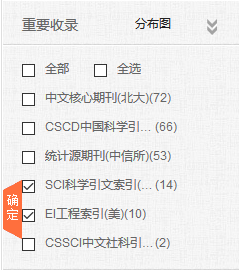 重要收录 分布图
全部 全选
中文核心期刊(北大)(72)
CSCD中国科学引... (66)
统计源期刊(中信所)(53)
SCI科学引文索引(... (14)
EI工程索引(美)(10)
CSSCI中文社科引... (2)
确定